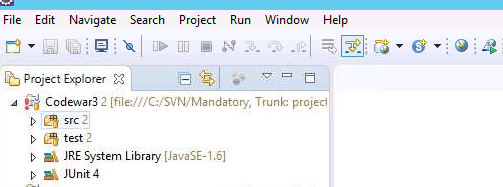 File Edit Navigate Search Project Run Window Help
Project Explorer
Codewar3 2 [file:///C:/SVN/Mandatory, Trunk: project
src 2
test 2
JRE System Library [JavaSE-1.6]
JUnit 4